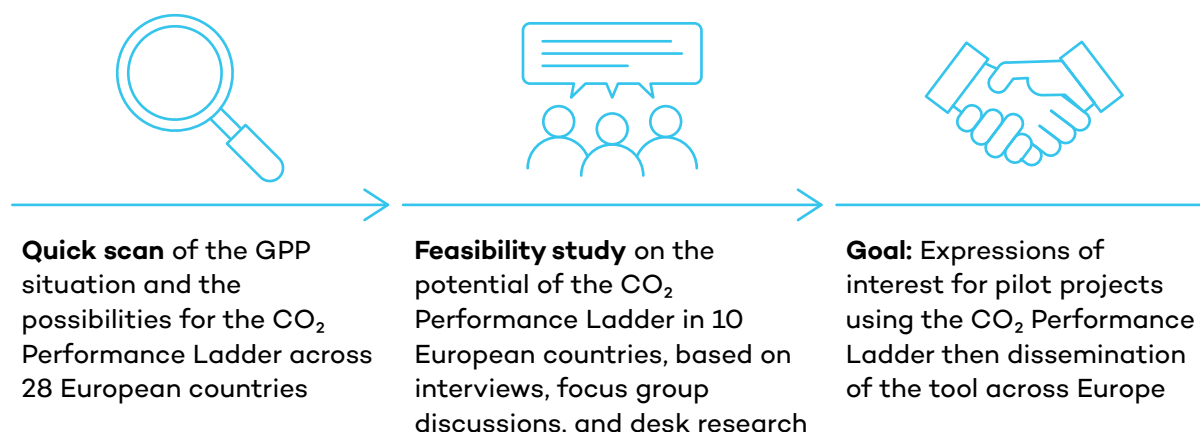 Quick scan of the GPP
situation and the
possibilities for the CO₂
Performance Ladder across
28 European countries
Feasibility study on the
potential of the CO₂
Performance Ladder in 10
European countries, based on
interviews, focus group
discussions, and desk research
Goal: Expressions of
interest for pilot projects
using the CO₂ Performance
Ladder then dissemination
of the tool across Europe